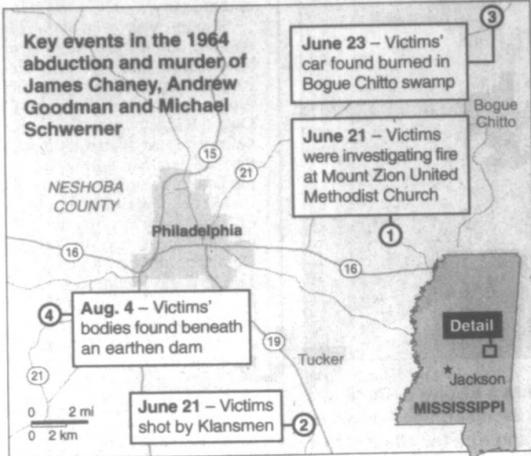 Key events in the 1964
abduction and murder of
James Chaney, Andrew
Goodman and Michael
Schwerner
3
June 23 – Victims'
car found burned in
Bogue Chitto swamp
Bogue
Chitto
June 21 – Victims
were investigating fire
at Mount Zion United
Methodist Church
1
15
21
NESHOBA
COUNTY
Philadelphia
16
16
4
Aug. 4 – Victims'
bodies found beneath
an earthen dam
19
Tucker
21
Detail
Jackson
MISSISSIPPI
0 2 mi
0 2 km
June 21 – Victims
shot by Klansmen
2